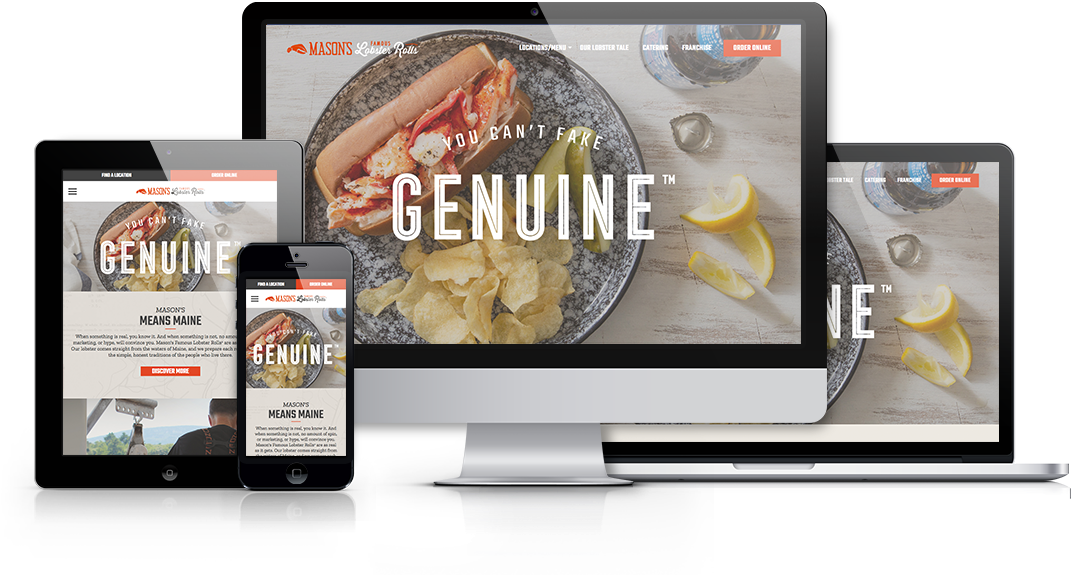 MASON'S FAMOUS Lobster Rolls
LOCATIONS/MENU OUR LOBSTER TALE CATERING FRANCHISE ORDER ONLINE
YOU CAN'T FAKE
GENUINE™
FIND A LOCATION ORDER ONLINE
MASON'S FAMOUS Lobster Rolls
YOU CAN'T FAKE
GENUINE™
MASON'S
MEANS MAINE
When something is real, you know it. And when something is not, no amount
marketing, or hype, will convince you. Mason's Famous Lobster Rolls® are as
Our lobster comes straight from the waters of Maine, and we prepare each
the simple, honest traditions of the people who live there.
DISCOVER MORE
FIND A LOCATION ORDER ONLINE
MASON'S FAMOUS Lobster Rolls
YOU CAN'T FAKE
GENUINE™
MASON'S
MEANS MAINE
When something is real, you know it. And
when something is not, no amount of spin,
or marketing, or hype, will convince you.
Mason's Famous Lobster Rolls® are as real
as it gets. Our lobster comes straight from
LOBSTER TALE CATERING FRANCHISE ORDER ONLINE
NE™